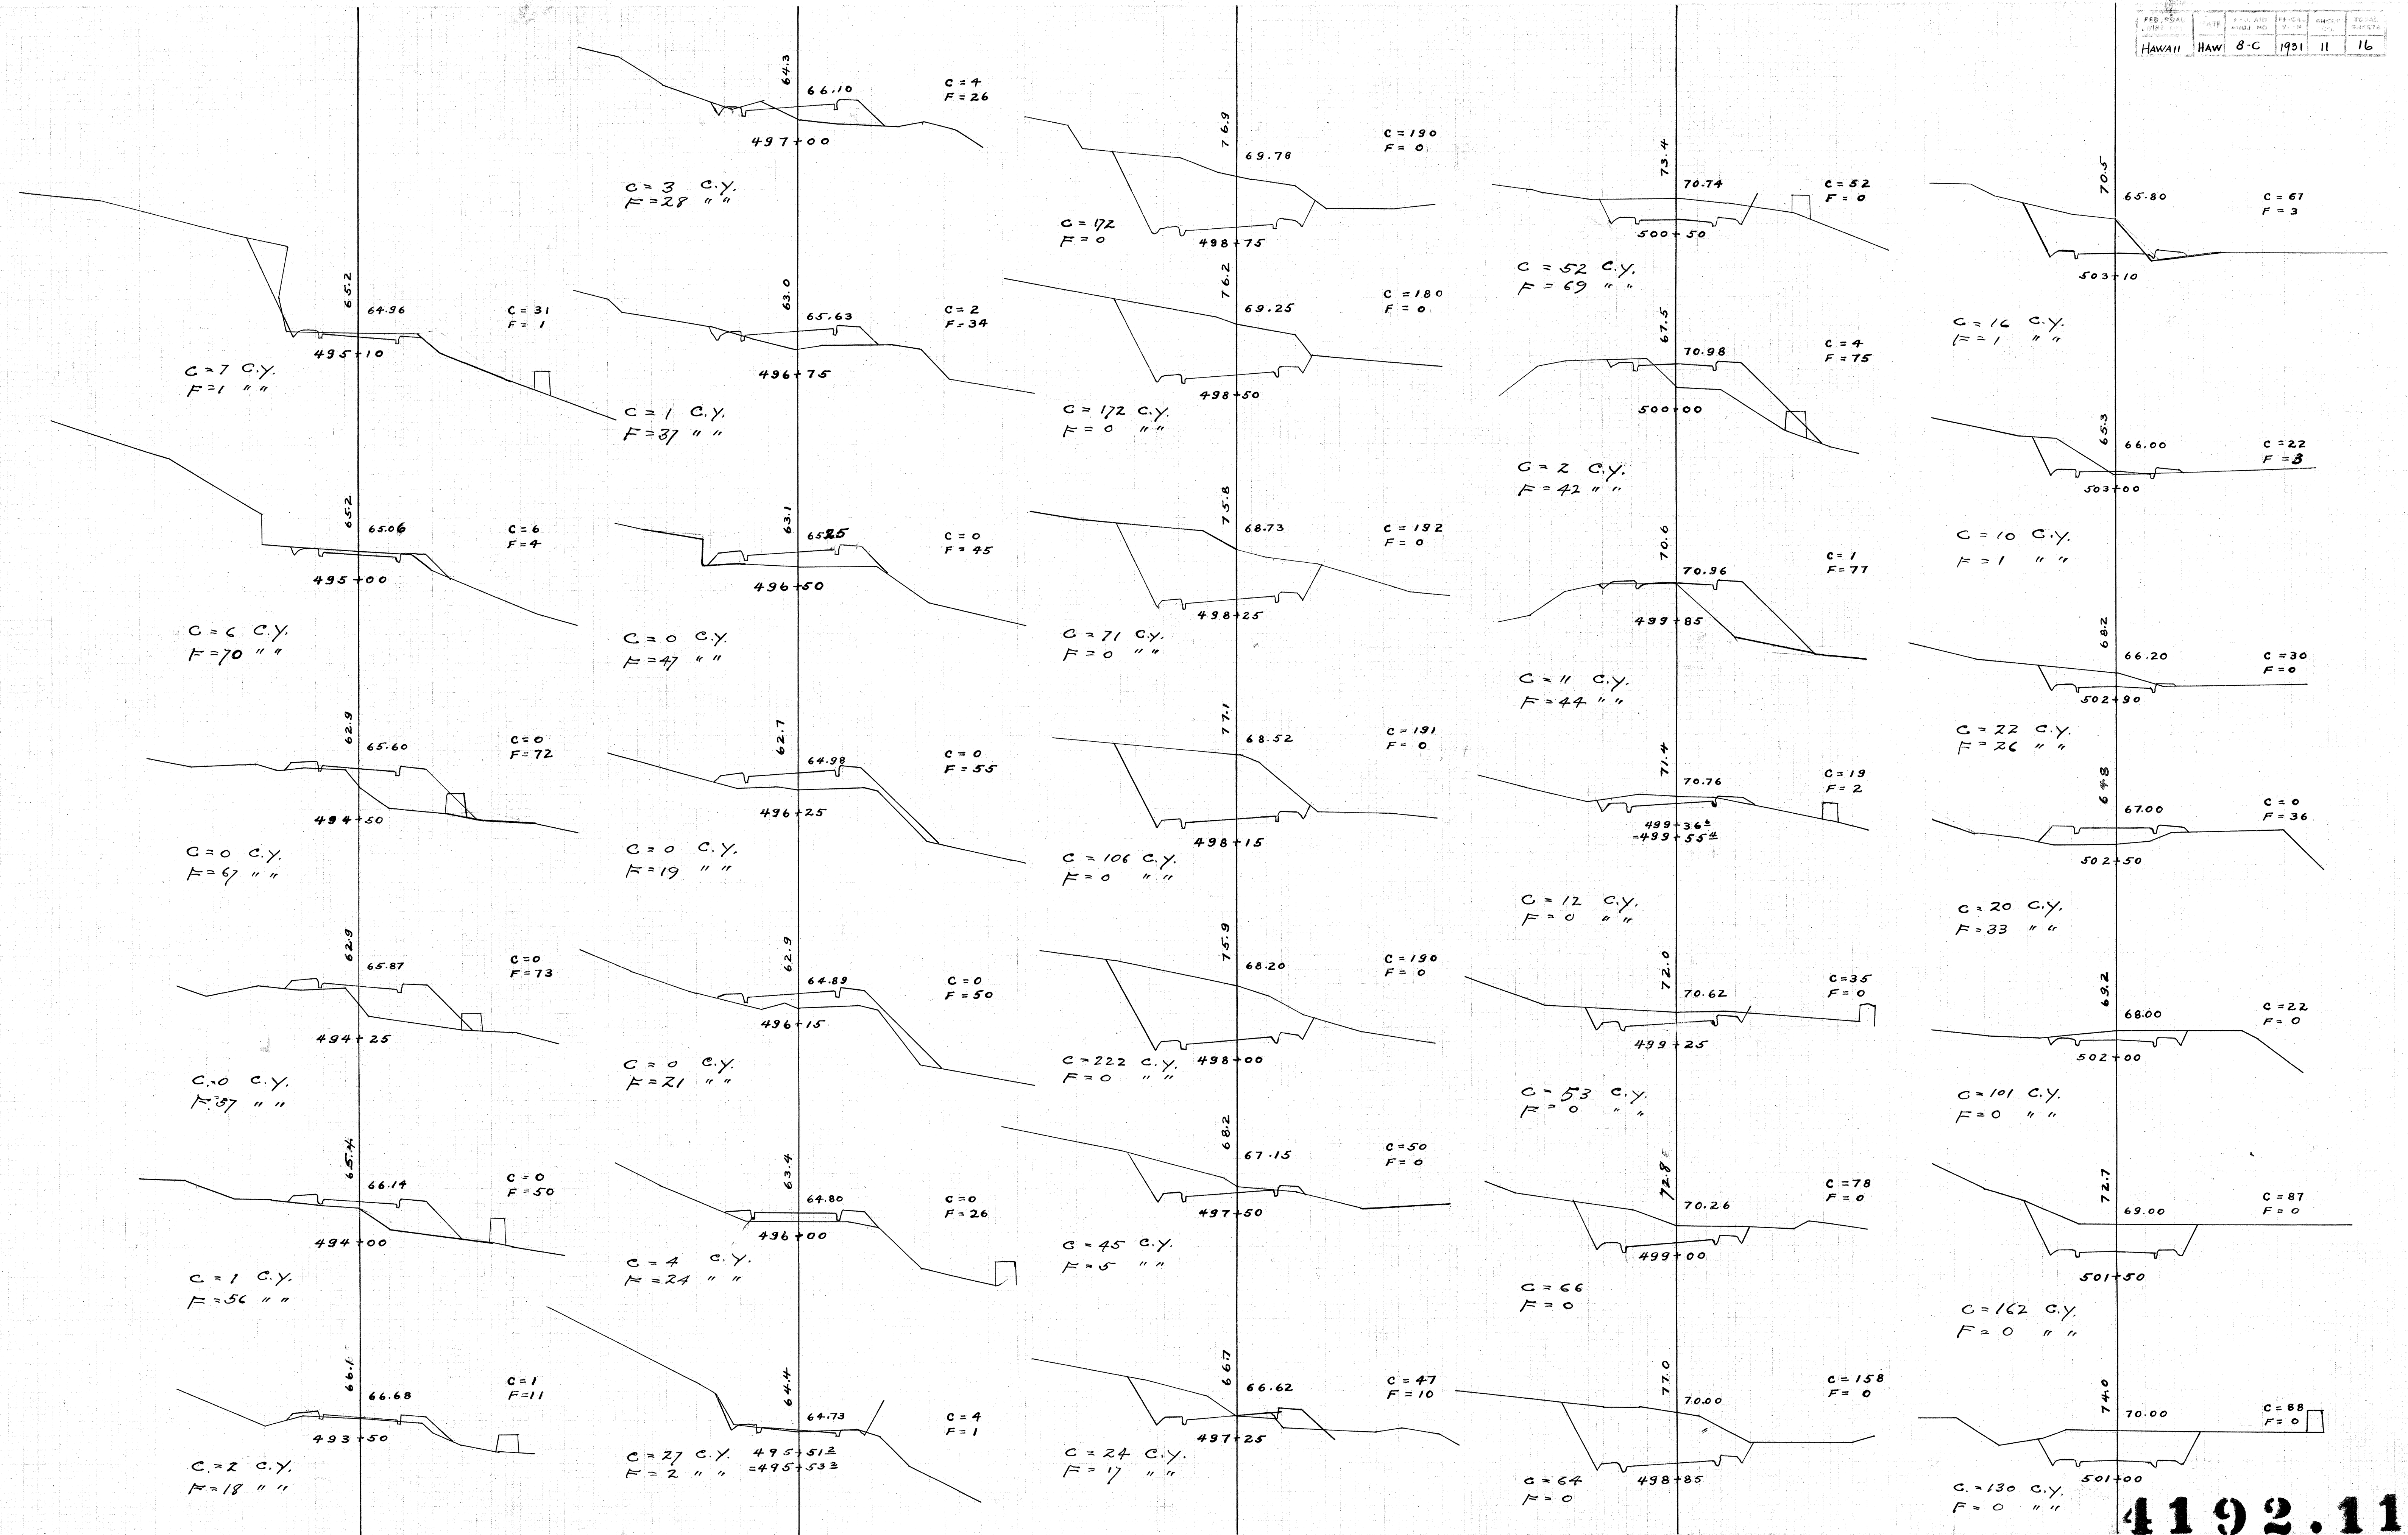 FED. ROAD STATE FED. AID FISCAL SHEET TOTAL
HAWAII HAW 8-C 1931 11 16
65.2
64.96
C = 31
F = 1
495+10
C = 7 C.Y.
F = 1 " "
65.2
65.06
C = 6
F = 4
495+00
C = 6 C.Y.
F = 70 " "
62.9
65.60
C = 0
F = 72
494+50
C = 0 C.Y.
F = 67 " "
62.9
65.87
C = 0
F = 73
494+25
C = 0 C.Y.
F = 57 " "
65.4
66.14
C = 0
F = 50
494+00
C = 1 C.Y.
F = 56 " "
66.1
66.68
C = 1
F = 11
493+50
C = 2 C.Y.
F = 18 " "
64.3
66.10
C = 4
F = 26
497+00
C = 3 C.Y.
F = 28 " "
63.0
65.63
C = 2
F = 34
496+75
C = 1 C.Y.
F = 37 " "
63.1
C = 0
F = 45
496+50
C = 0 C.Y.
F = 47 " "
62.7
64.98
C = 0
F = 55
496+25
C = 0 C.Y.
F = 19 " "
62.9
64.89
C = 0
F = 50
496+15
C = 0 C.Y.
F = 21 " "
63.4
64.80
C = 0
F = 26
496+00
C = 4 C.Y.
F = 24 " "
64.4
64.73
C = 4
F = 1
C = 27 C.Y.
F = 2 " "
495+51²
=495+53²
76.9
69.78
C = 190
F = 0
498+75
C = 172
F = 0
76.2
69.25
C = 180
F = 0
498+50
C = 172 C.Y.
F = 0 " "
75.8
68.73
C = 192
F = 0
498+25
C = 71 C.Y.
F = 0 " "
77.1
68.52
C = 191
F = 0
498+15
C = 106 C.Y.
F = 0 " "
75.9
68.20
C = 190
F = 0
498+00
C = 222 C.Y.
F = 0 " "
68.2
67.15
C = 50
F = 0
497+50
C = 45 C.Y.
F = 5 " "
66.7
66.62
C = 47
F = 10
497+25
C = 24 C.Y.
F = 17 " "
73.4
70.74
C = 52
F = 0
500+50
C = 52 C.Y.
F = 69 " "
67.5
70.98
C = 4
F = 75
500+00
C = 2 C.Y.
F = 42 " "
70.6
70.96
C = 1
F = 77
499+85
C = 11 C.Y.
F = 44 " "
71.4
70.76
C = 19
F = 2
499+36⁸
=499+55⁴
C = 12 C.Y.
F = 0 " "
72.0
70.62
C = 35
F = 0
499+25
C = 53 C.Y.
F = 0 " "
72.8
70.26
C = 78
F = 0
499+00
C = 66
F = 0
77.0
70.00
C = 158
F = 0
498+85
C = 64
F = 0
70.5
65.80
C = 67
F = 3
503+10
C = 16 C.Y.
F = 1 " "
65.3
66.00
C = 22
F = 3
503+00
C = 10 C.Y.
F = 1 " "
68.2
66.20
C = 30
F = 0
502+90
C = 22 C.Y.
F = 26 " "
64.8
67.00
C = 0
F = 36
502+50
C = 20 C.Y.
F = 33 " "
69.2
68.00
C = 22
F = 0
502+00
C = 101 C.Y.
F = 0 " "
72.7
69.00
C = 87
F = 0
501+50
C = 162 C.Y.
F = 0 " "
74.0
70.00
C = 88
F = 0
501+00
C = 130 C.Y.
F = 0 " "
4192.11